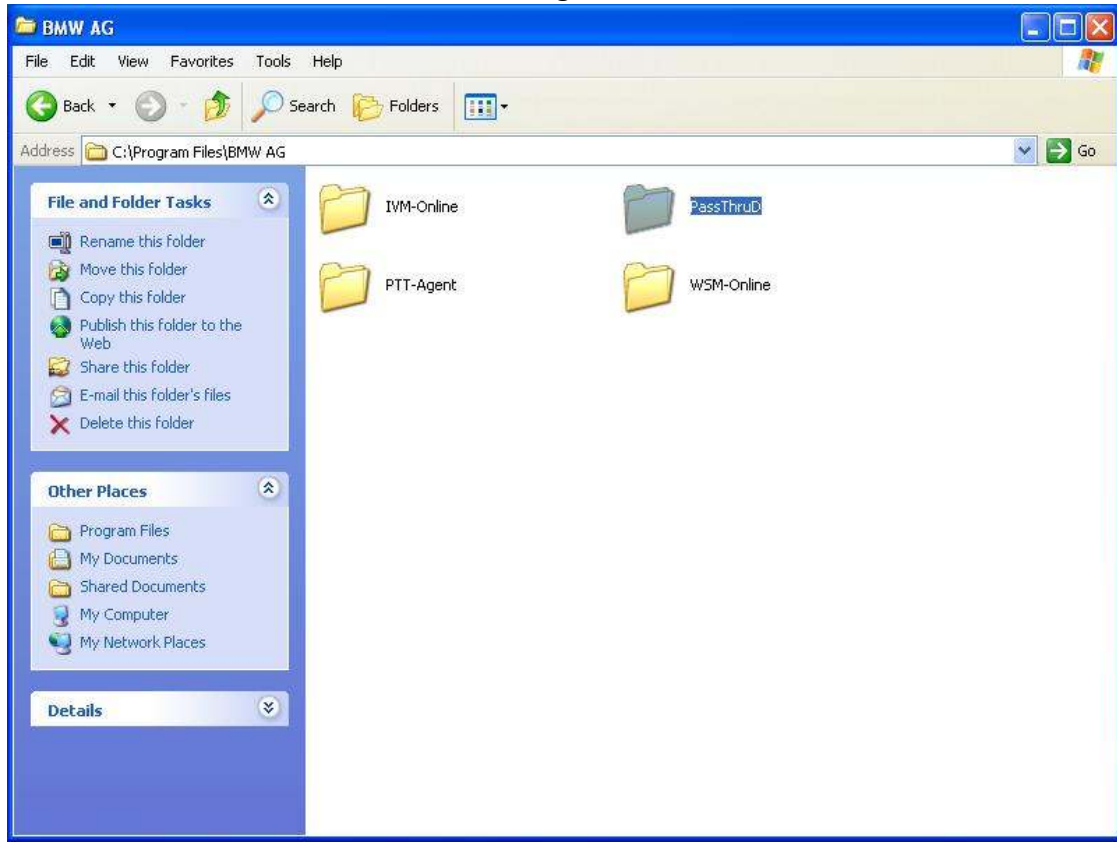 BMW AG
File Edit View Favorites Tools Help
Back Search Folders
Address C:\Program Files\BMW AG Go
File and Folder Tasks
Rename this folder
Move this folder
Copy this folder
Publish this folder to the
Web
Share this folder
E-mail this folder's files
Delete this folder
Other Places
Program Files
My Documents
Shared Documents
My Computer
My Network Places
Details
IVM-Online PassThruD
PTT-Agent WSM-Online